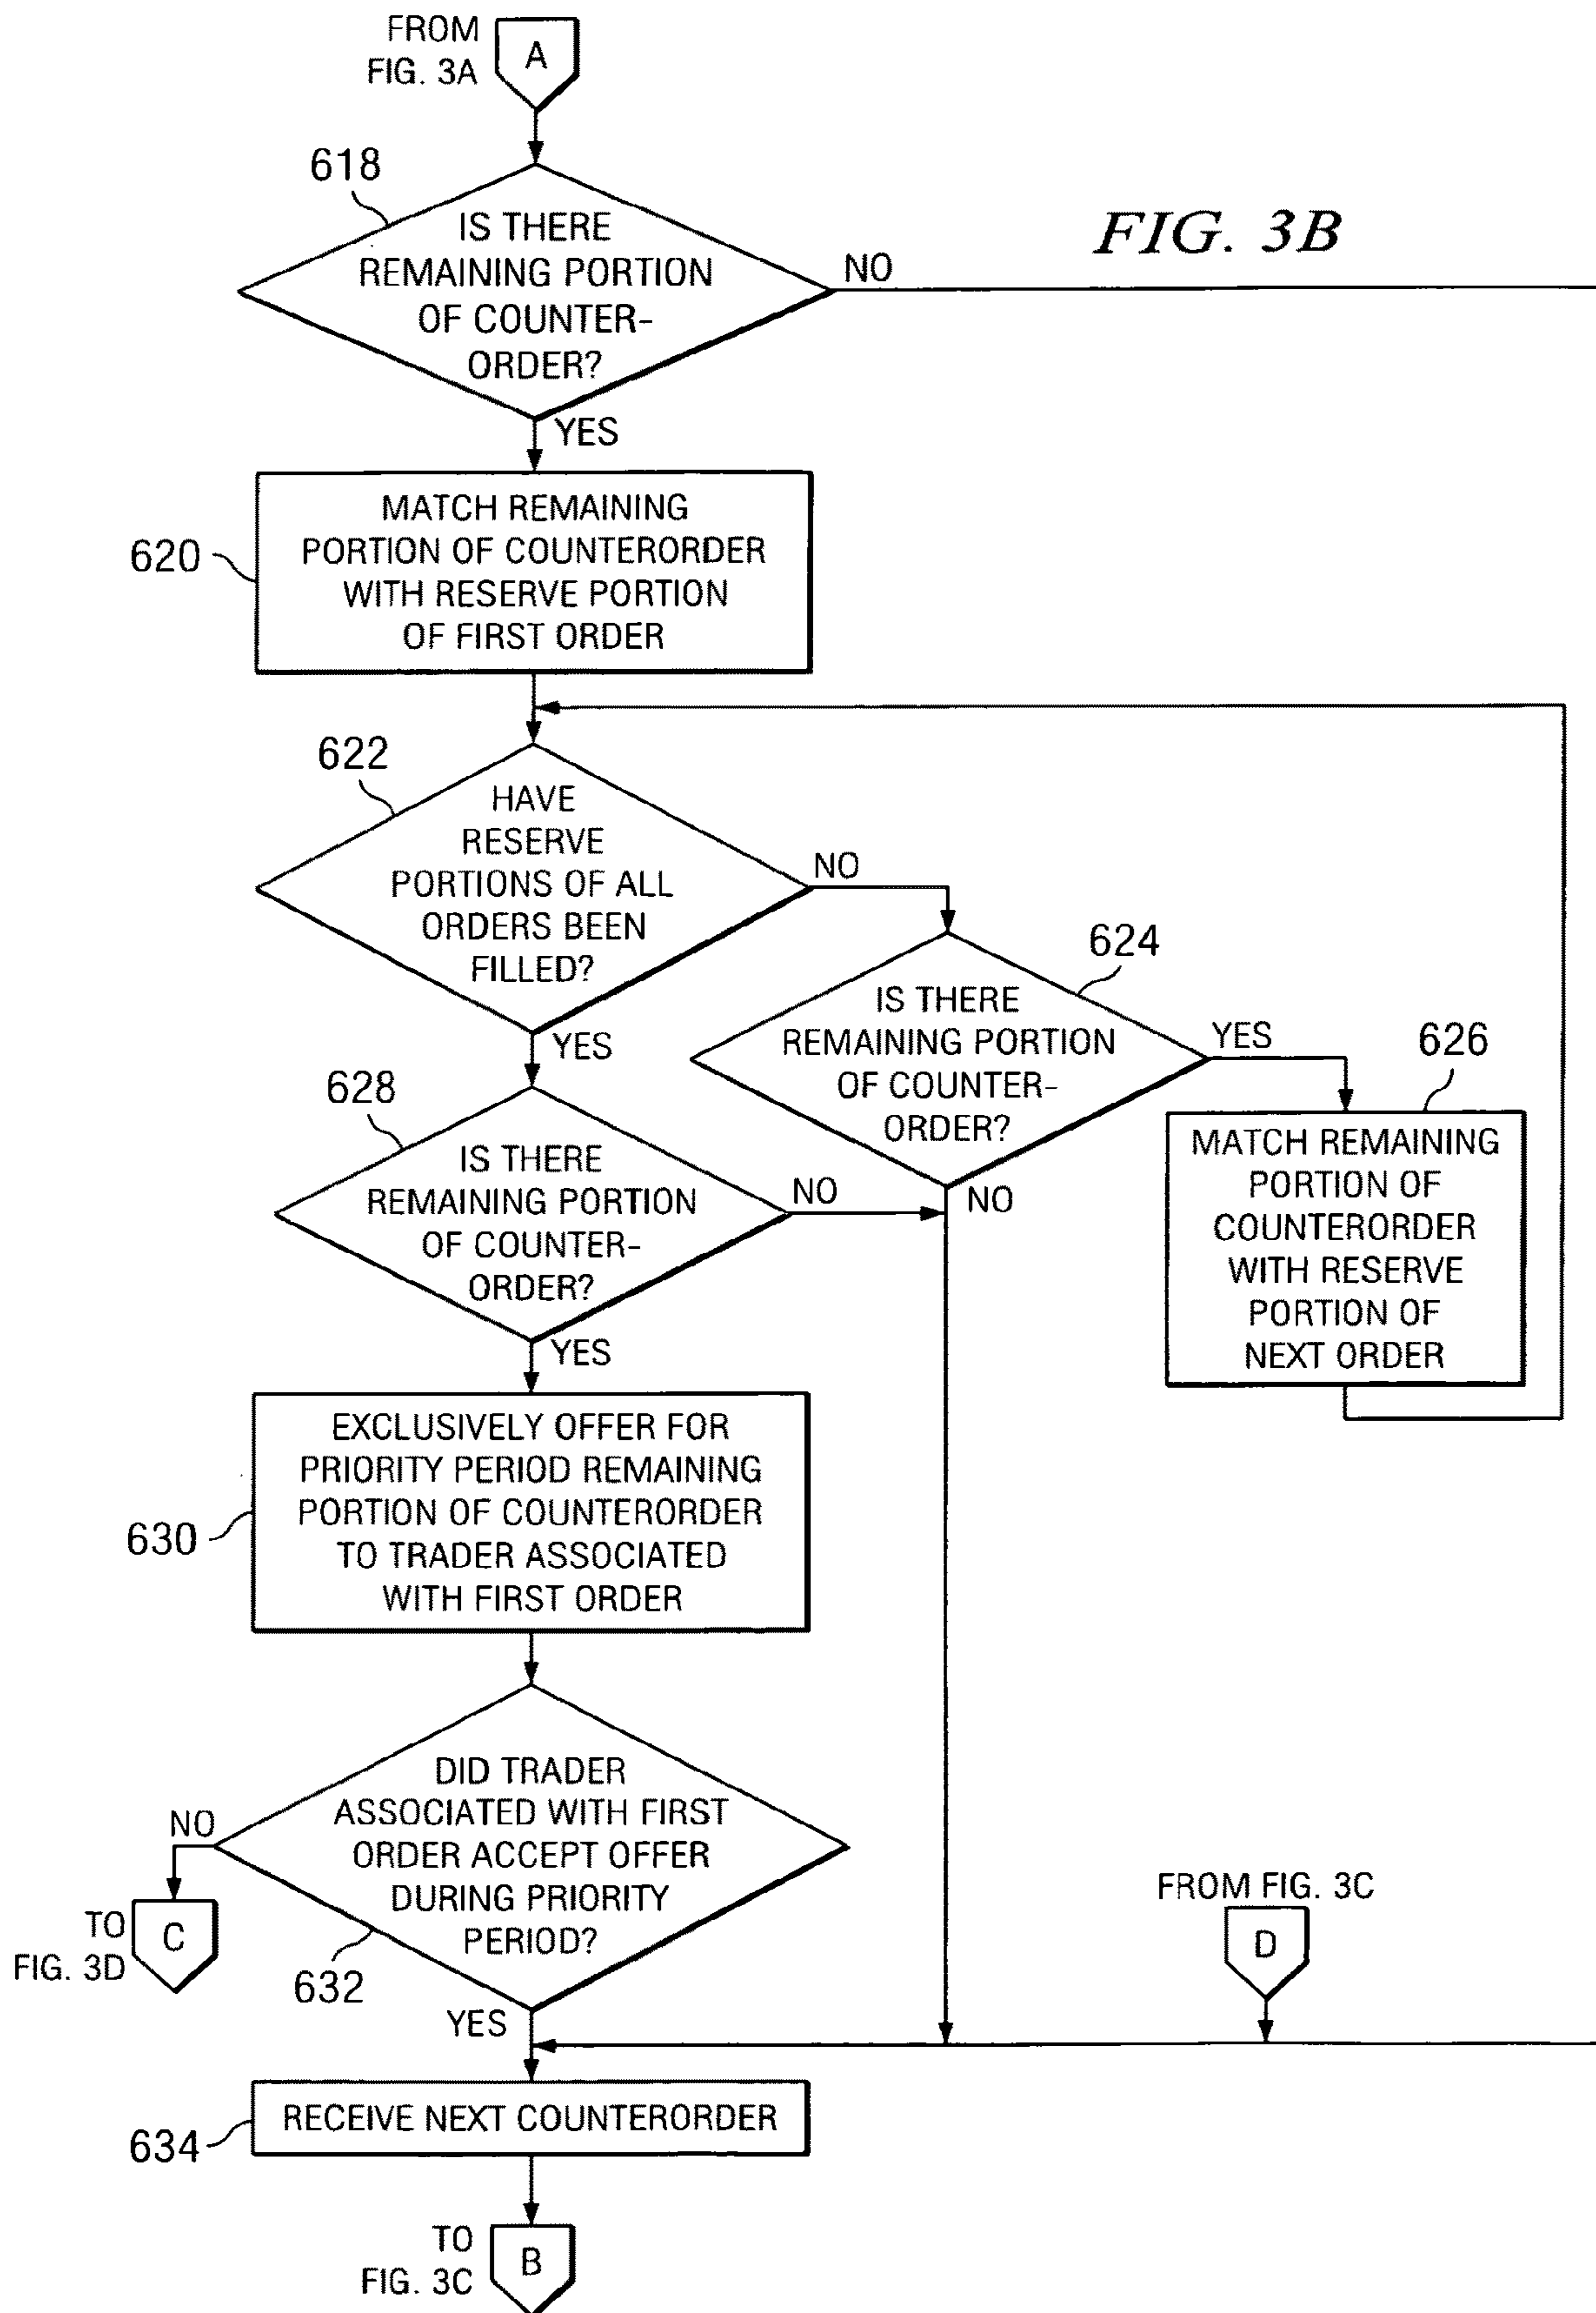 FROM
FIG. 3A
A
618
IS THERE
REMAINING PORTION
OF COUNTER-
ORDER?
NO
FIG. 3B
YES
620
MATCH REMAINING
PORTION OF COUNTERORDER
WITH RESERVE PORTION
OF FIRST ORDER
622
HAVE
RESERVE
PORTIONS OF ALL
ORDERS BEEN
FILLED?
NO
YES
624
IS THERE
REMAINING PORTION
OF COUNTER-
ORDER?
YES
NO
626
MATCH REMAINING
PORTION OF
COUNTERORDER
WITH RESERVE
PORTION OF
NEXT ORDER
628
IS THERE
REMAINING PORTION
OF COUNTER-
ORDER?
NO
YES
630
EXCLUSIVELY OFFER FOR
PRIORITY PERIOD REMAINING
PORTION OF COUNTERORDER
TO TRADER ASSOCIATED
WITH FIRST ORDER
DID TRADER
ASSOCIATED WITH FIRST
ORDER ACCEPT OFFER
DURING PRIORITY
PERIOD?
632
NO
TO
FIG. 3D
C
YES
FROM FIG. 3C
D
634
RECEIVE NEXT COUNTERORDER
TO
FIG. 3C
B